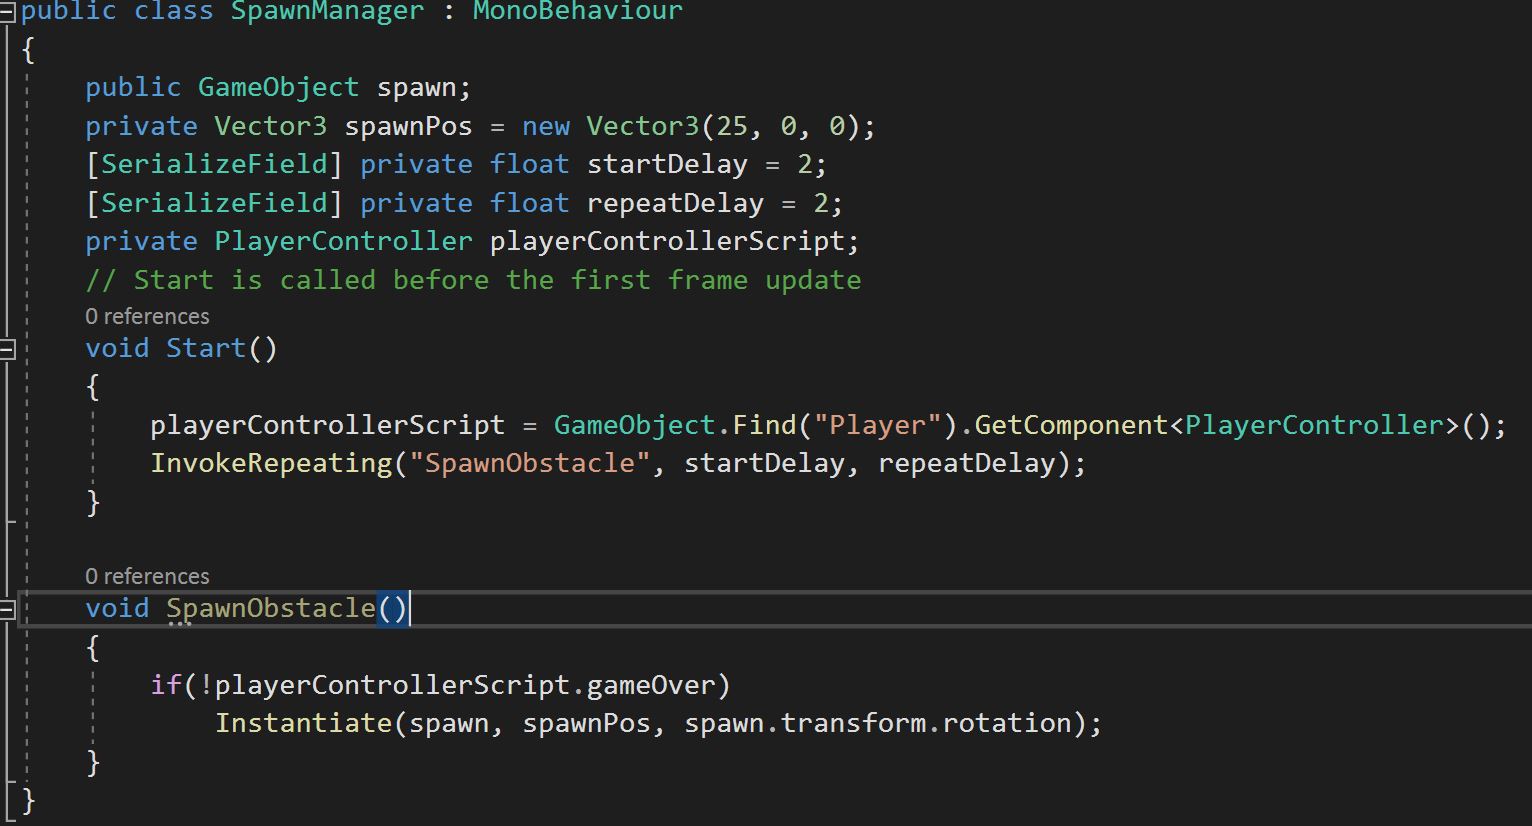 public class SpawnManager : MonoBehaviour
{
    public GameObject spawn;
    private Vector3 spawnPos = new Vector3(25, 0, 0);
    [SerializeField] private float startDelay = 2;
    [SerializeField] private float repeatDelay = 2;
    private PlayerController playerControllerScript;
    // Start is called before the first frame update
    0 references
    void Start()
    {
        playerControllerScript = GameObject.Find("Player").GetComponent<PlayerController>();
        InvokeRepeating("SpawnObstacle", startDelay, repeatDelay);
    }
    0 references
    void SpawnObstacle()
    {
        if(!playerControllerScript.gameOver)
            Instantiate(spawn, spawnPos, spawn.transform.rotation);
    }
}